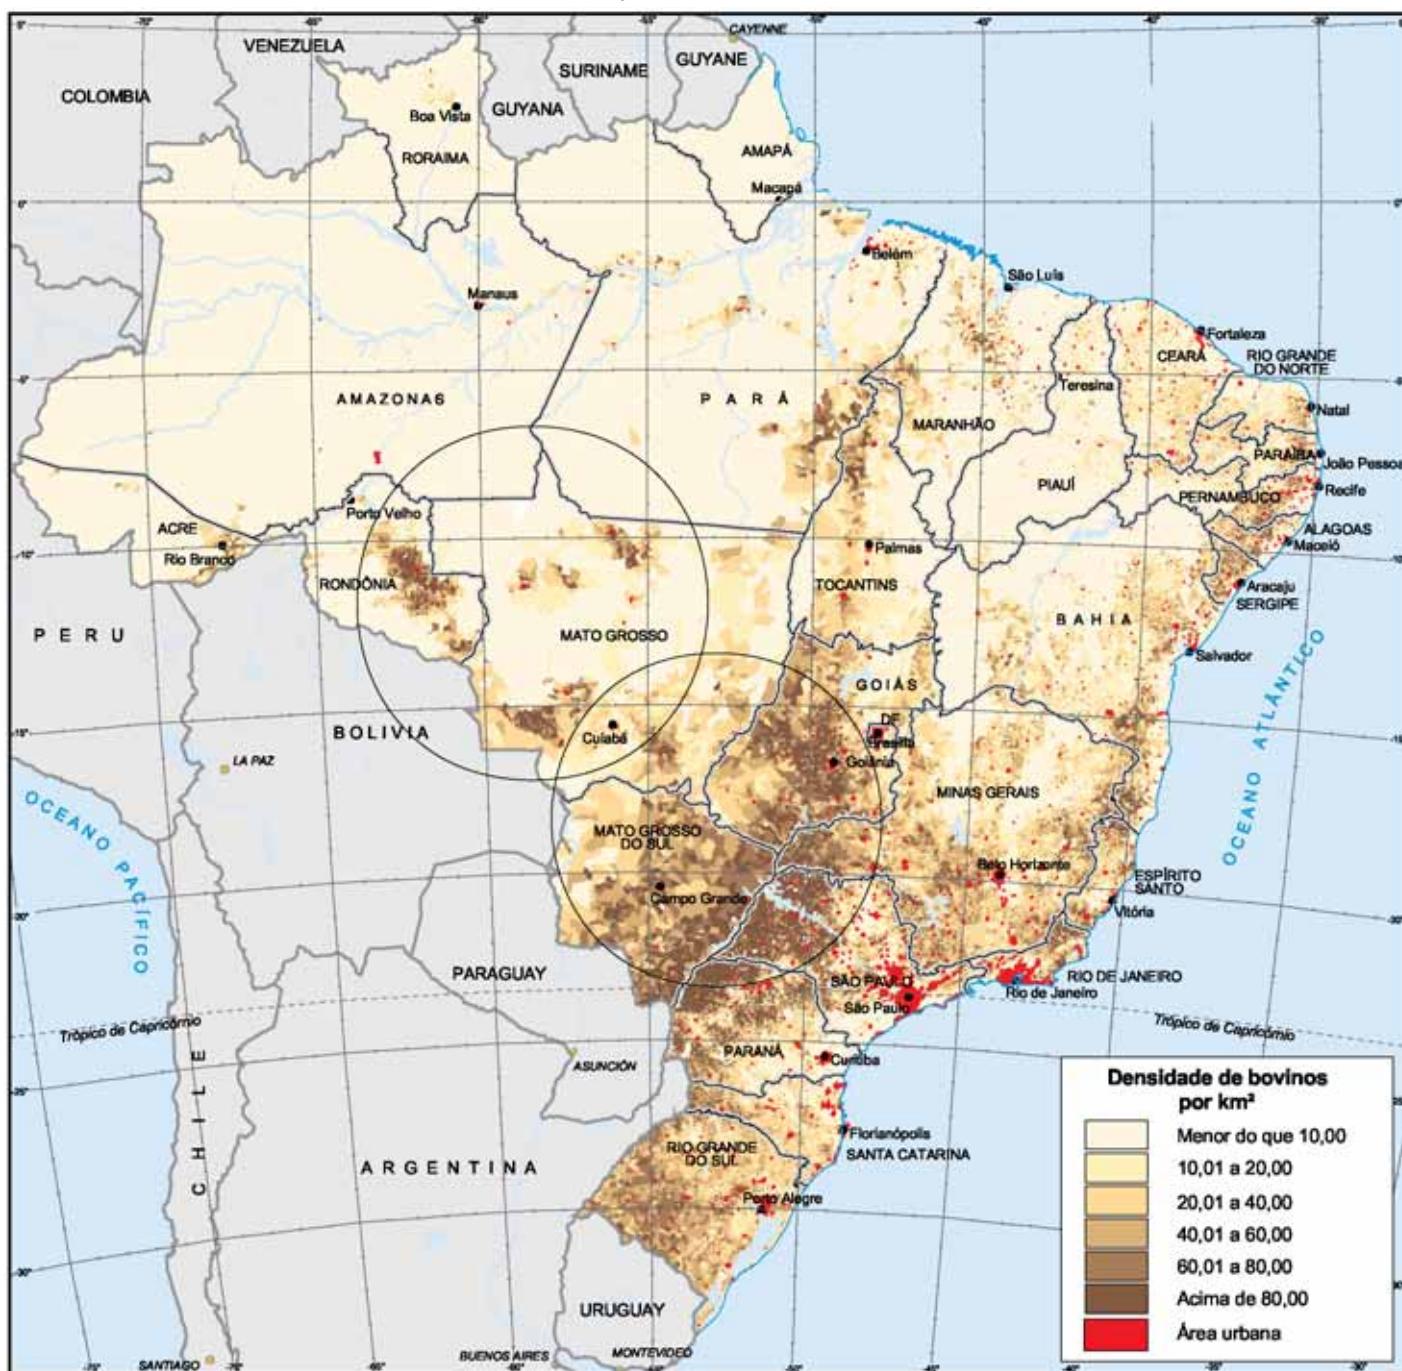 VENEZUELA
CAYENNE
SURINAME
GUYANE
COLOMBIA
GUYANA
Boa Vista
RORAIMA
AMAPÁ
Macapá
0°
Belém
São Luís
Manaus
Fortaleza
CEARÁ
RIO GRANDE
DO NORTE
Teresina
AMAZONAS
PARÁ
Natal
MARANHÃO
PARAÍBA
João Pessoa
PIAUÍ
PERNAMBUCO
Recife
Porto Velho
ACRE
ALAGOAS
Maceió
Rio Branco
Palmas
RONDÔNIA
TOCANTINS
Aracaju
SERGIPE
PERU
MATO GROSSO
BAHIA
Salvador
GOIÁS
BOLIVIA
Cuiabá
DF
Brasília
LA PAZ
Goiânia
OCEANO ATLÂNTICO
OCEANO PACÍFICO
MINAS GERAIS
MATO GROSSO
DO SUL
Belo Horizonte
ESPÍRITO
SANTO
Campo Grande
Vitória
PARAGUAY
SÃO PAULO
RIO DE JANEIRO
Rio de Janeiro
São Paulo
Trópico de Capricórnio
Trópico de Capricórnio
PARANÁ
Curitiba
ASUNCIÓN
CHILE
Florianópolis
SANTA CATARINA
ARGENTINA
RIO GRANDE
DO SUL
Porto Alegre
URUGUAY
SANTIAGO
BUENOS AIRES
MONTEVIDEO
Densidade de bovinos
por km²
Menor do que 10,00
10,01 a 20,00
20,01 a 40,00
40,01 a 60,00
60,01 a 80,00
Acima de 80,00
Área urbana